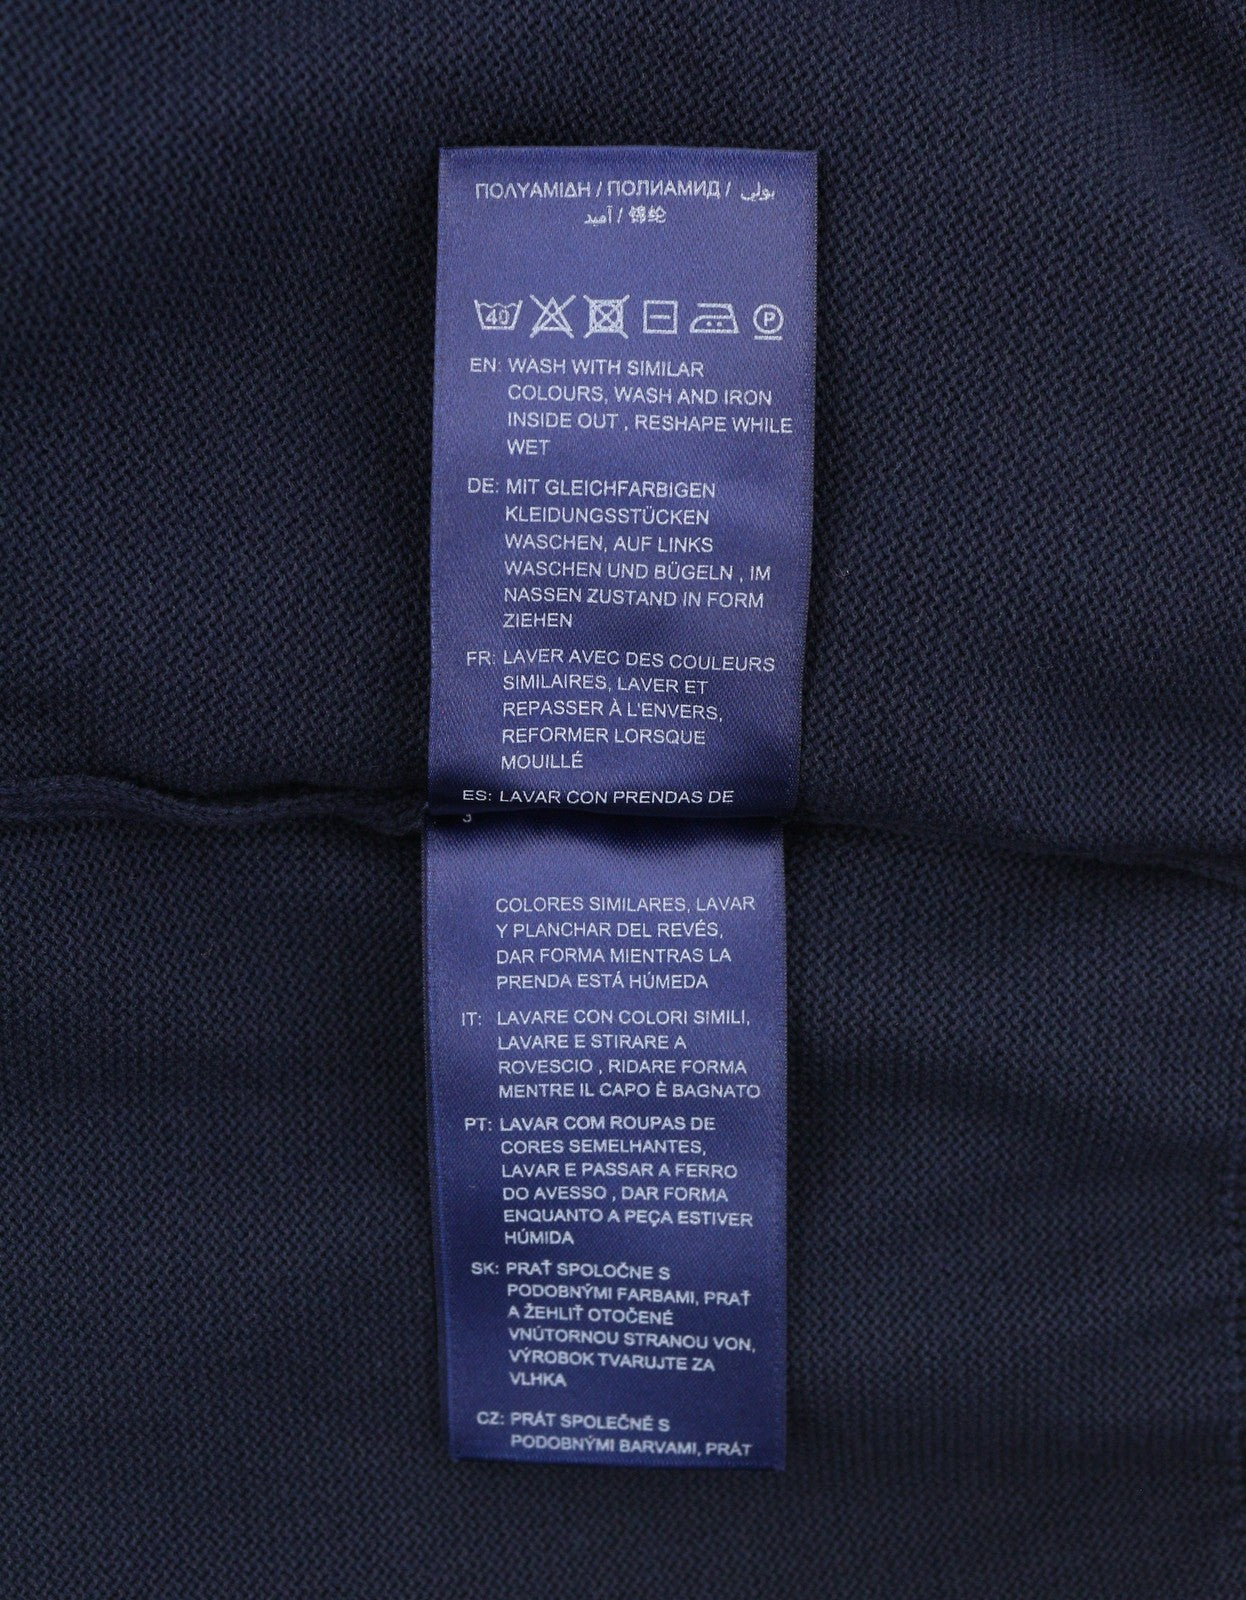 ΠΟΛΥΑΜΙΔΗ / ПОЛИАМИД / بولي
آميد / 锦纶
40 P
EN: WASH WITH SIMILAR
COLOURS, WASH AND IRON
INSIDE OUT , RESHAPE WHILE
WET
DE: MIT GLEICHFARBIGEN
KLEIDUNGSSTÜCKEN
WASCHEN, AUF LINKS
WASCHEN UND BÜGELN , IM
NASSEN ZUSTAND IN FORM
ZIEHEN
FR: LAVER AVEC DES COULEURS
SIMILAIRES, LAVER ET
REPASSER À L'ENVERS,
REFORMER LORSQUE
MOUILLÉ
ES: LAVAR CON PRENDAS DE
COLORES SIMILARES, LAVAR
Y PLANCHAR DEL REVÉS,
DAR FORMA MIENTRAS LA
PRENDA ESTÁ HÚMEDA
IT: LAVARE CON COLORI SIMILI,
LAVARE E STIRARE A
ROVESCIO , RIDARE FORMA
MENTRE IL CAPO È BAGNATO
PT: LAVAR COM ROUPAS DE
CORES SEMELHANTES,
LAVAR E PASSAR A FERRO
DO AVESSO , DAR FORMA
ENQUANTO A PEÇA ESTIVER
HÚMIDA
SK: PRAŤ SPOLOČNE S
PODOBNÝMI FARBAMI, PRAŤ
A ŽEHLIŤ OTOČENÉ
VNÚTORNOU STRANOU VON,
VÝROBOK TVARUJTE ZA
VLHKA
CZ: PRÁT SPOLEČNÉ S
PODOBNÝMI BARVAMI, PRÁT